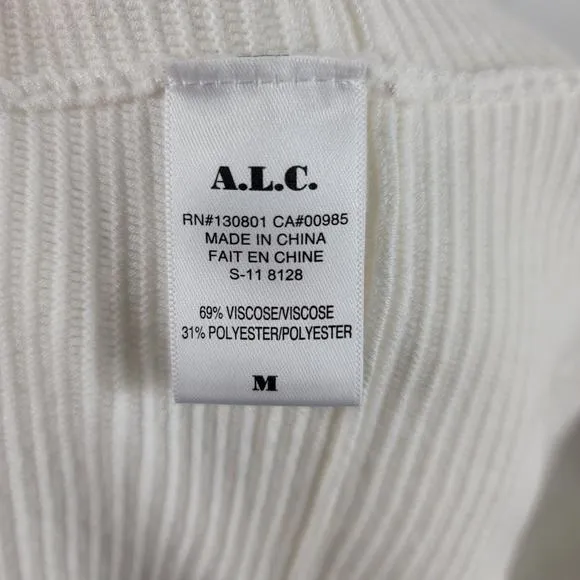 A.L.C.
RN#130801 CA#00985
MADE IN CHINA
FAIT EN CHINE
S-11 8128
69% VISCOSE/VISCOSE
31% POLYESTER/POLYESTER
M